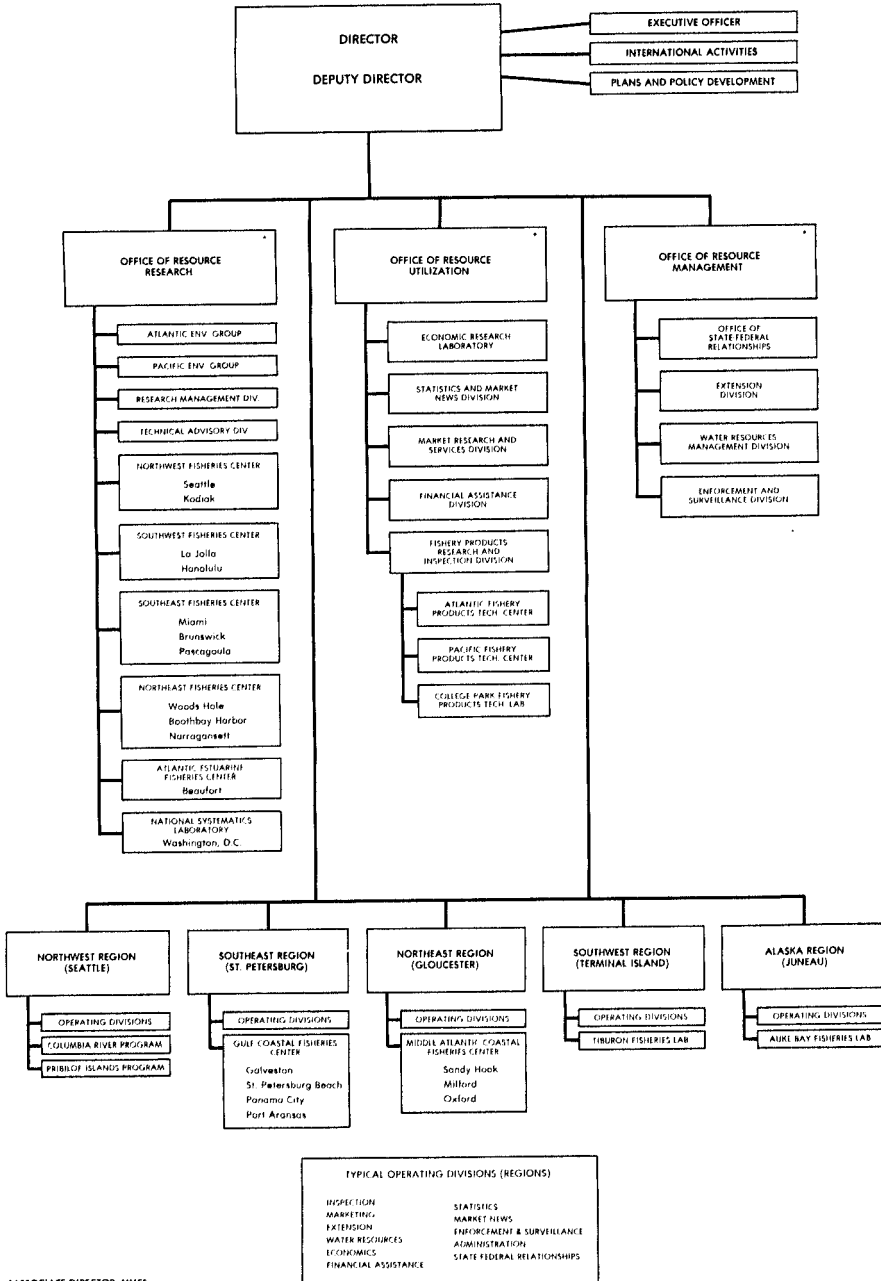 DIRECTOR
DEPUTY DIRECTOR
EXECUTIVE OFFICER
INTERNATIONAL ACTIVITIES
PLANS AND POLICY DEVELOPMENT
OFFICE OF RESOURCE
RESEARCH
ATLANTIC ENV. GROUP
PACIFIC ENV. GROUP
RESEARCH MANAGEMENT DIV.
TECHNICAL ADVISORY DIV.
NORTHWEST FISHERIES CENTER
Seattle
Kodiak
SOUTHWEST FISHERIES CENTER
La Jolla
Honolulu
SOUTHEAST FISHERIES CENTER
Miami
Brunswick
Pascagoula
NORTHEAST FISHERIES CENTER
Woods Hole
Boothbay Harbor
Narragansett
ATLANTIC ESTUARINE
FISHERIES CENTER
Beaufort
NATIONAL SYSTEMATICS
LABORATORY
Washington, D.C.
OFFICE OF RESOURCE
UTILIZATION
ECONOMIC RESEARCH
LABORATORY
STATISTICS AND MARKET
NEWS DIVISION
MARKET RESEARCH AND
SERVICES DIVISION
FINANCIAL ASSISTANCE
DIVISION
FISHERY PRODUCTS
RESEARCH AND
INSPECTION DIVISION
ATLANTIC FISHERY
PRODUCTS TECH. CENTER
PACIFIC FISHERY
PRODUCTS TECH. CENTER
COLLEGE PARK FISHERY
PRODUCTS TECH. LAB
OFFICE OF RESOURCE
MANAGEMENT
OFFICE OF
STATE-FEDERAL
RELATIONSHIPS
EXTENSION
DIVISION
WATER RESOURCES
MANAGEMENT DIVISION
ENFORCEMENT AND
SURVEILLANCE DIVISION
NORTHWEST REGION
(SEATTLE)
OPERATING DIVISIONS
COLUMBIA RIVER PROGRAM
PRIBILOF ISLANDS PROGRAM
SOUTHEAST REGION
(ST. PETERSBURG)
OPERATING DIVISIONS
GULF COASTAL FISHERIES
CENTER
Galveston
St. Petersburg Beach
Panama City
Port Aransas
NORTHEAST REGION
(GLOUCESTER)
OPERATING DIVISIONS
MIDDLE ATLANTIC COASTAL
FISHERIES CENTER
Sandy Hook
Milford
Oxford
SOUTHWEST REGION
(TERMINAL ISLAND)
OPERATING DIVISIONS
TIBURON FISHERIES LAB
ALASKA REGION
(JUNEAU)
OPERATING DIVISIONS
AUKE BAY FISHERIES LAB
TYPICAL OPERATING DIVISIONS (REGIONS)
INSPECTION
MARKETING
EXTENSION
WATER RESOURCES
ECONOMICS
FINANCIAL ASSISTANCE
STATISTICS
MARKET NEWS
ENFORCEMENT & SURVEILLANCE
ADMINISTRATION
STATE FEDERAL RELATIONSHIPS